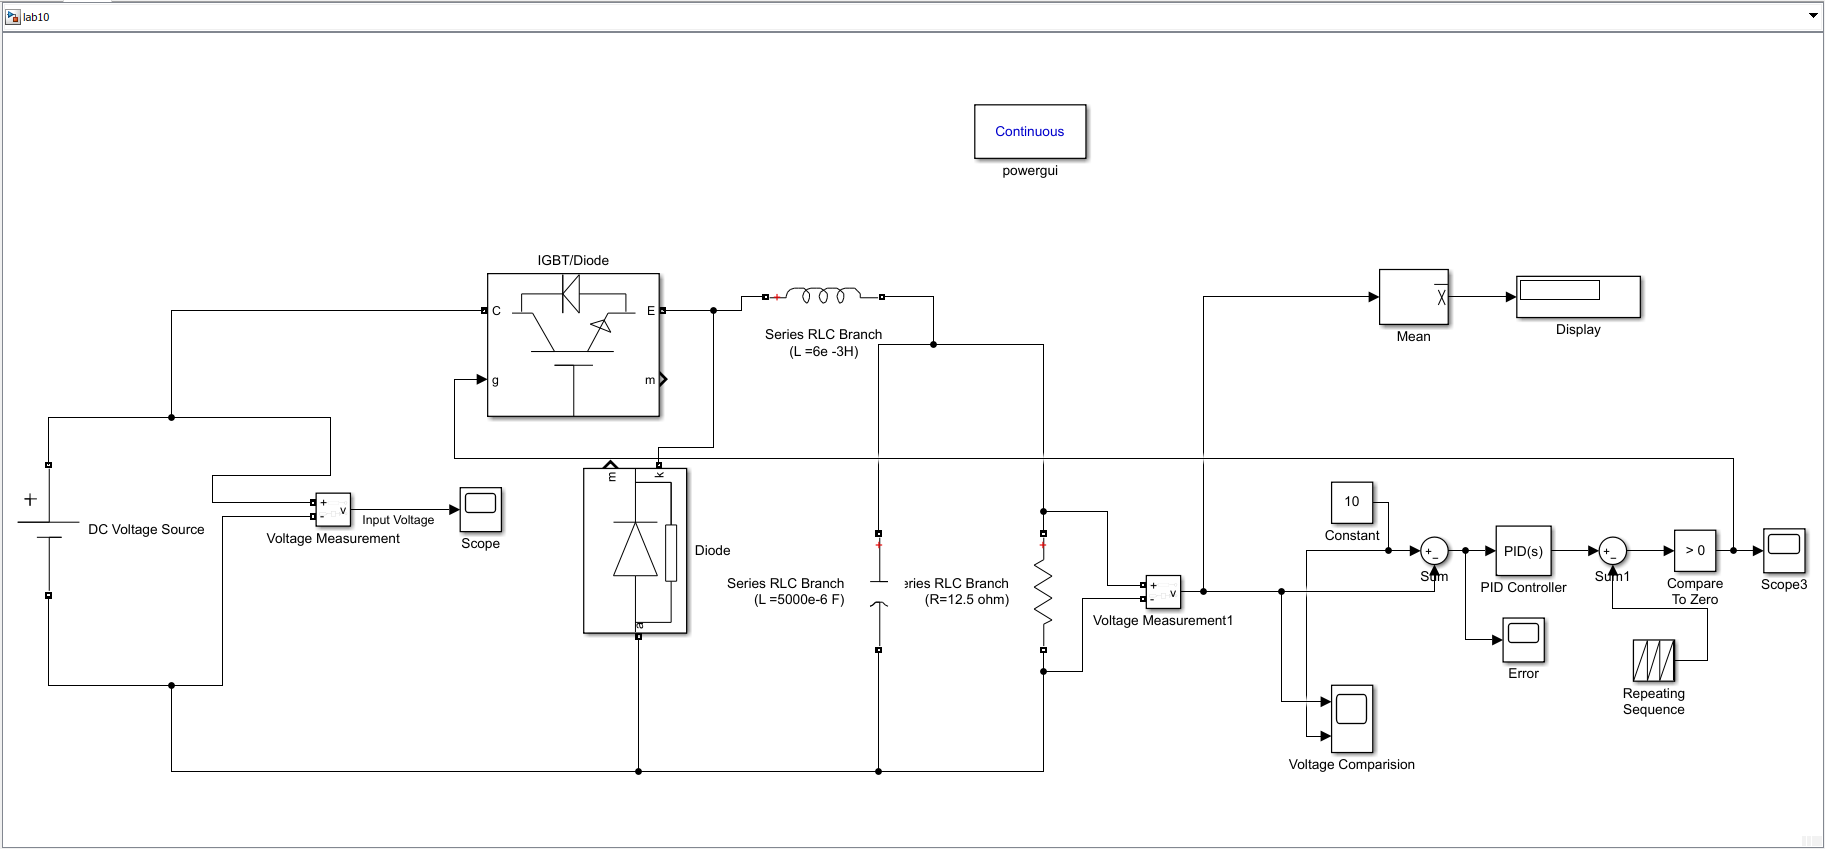 lab10
Continuous
powergui
IGBT/Diode
C
E
g
m
Series RLC Branch
(L =6e -3H)
Mean
Display
+
DC Voltage Source
+
-
v
Voltage Measurement
Input Voltage
Scope
m
k
a
Diode
Series RLC Branch
(L =5000e-6 F)
eries RLC Branch
(R=12.5 ohm)
+
-
v
Voltage Measurement1
10
Constant
Sum
PID(s)
PID Controller
Sum1
> 0
Compare
To Zero
Scope3
Error
Repeating
Sequence
Voltage Comparision